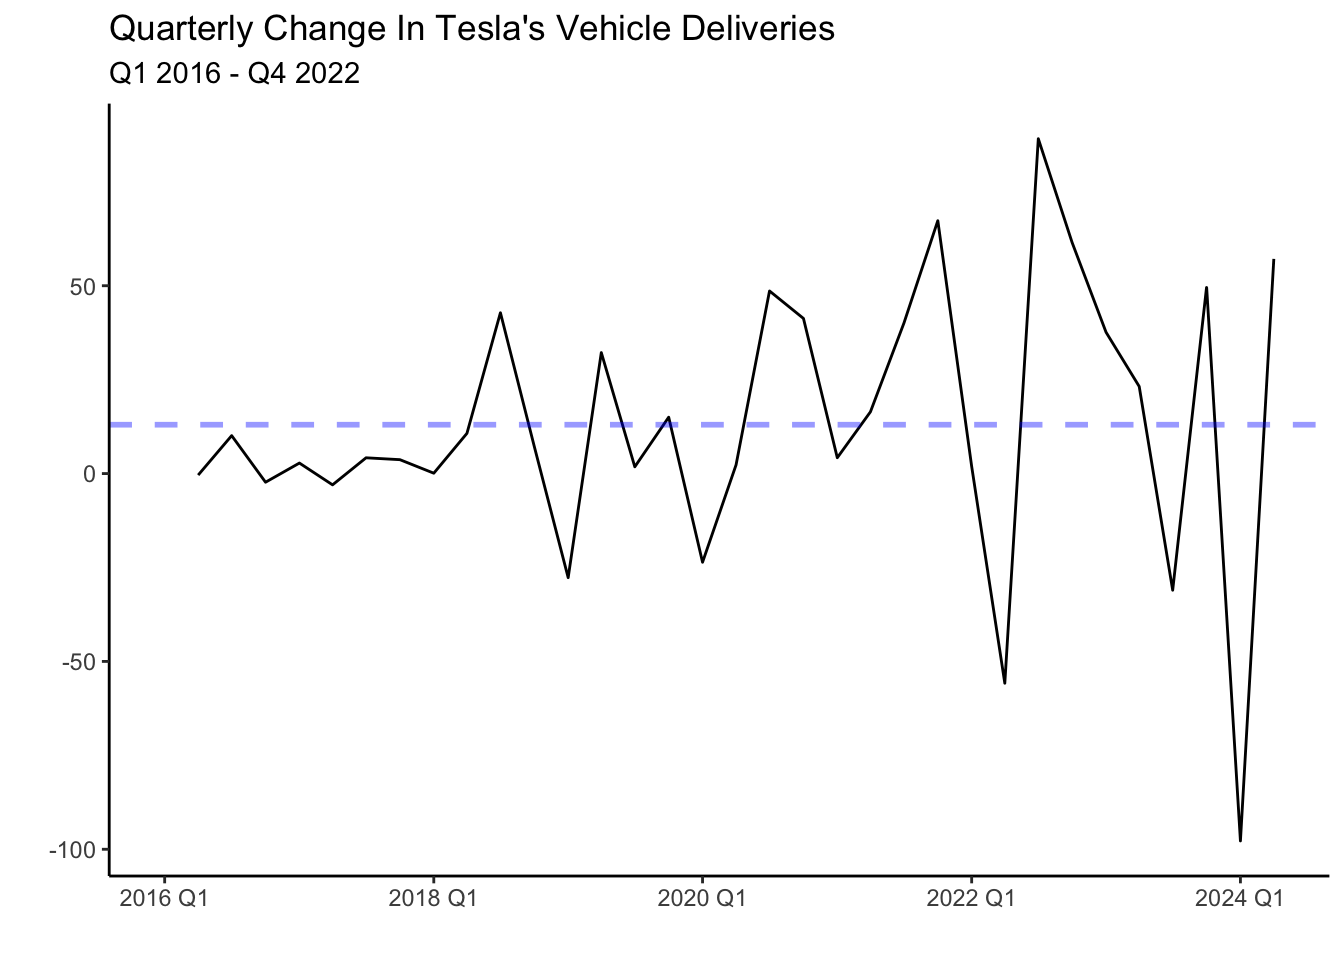 Quarterly Change In Tesla's Vehicle Deliveries
Q1 2016 - Q4 2022
50
0
-50
-100
2016 Q1
2018 Q1
2020 Q1
2022 Q1
2024 Q1